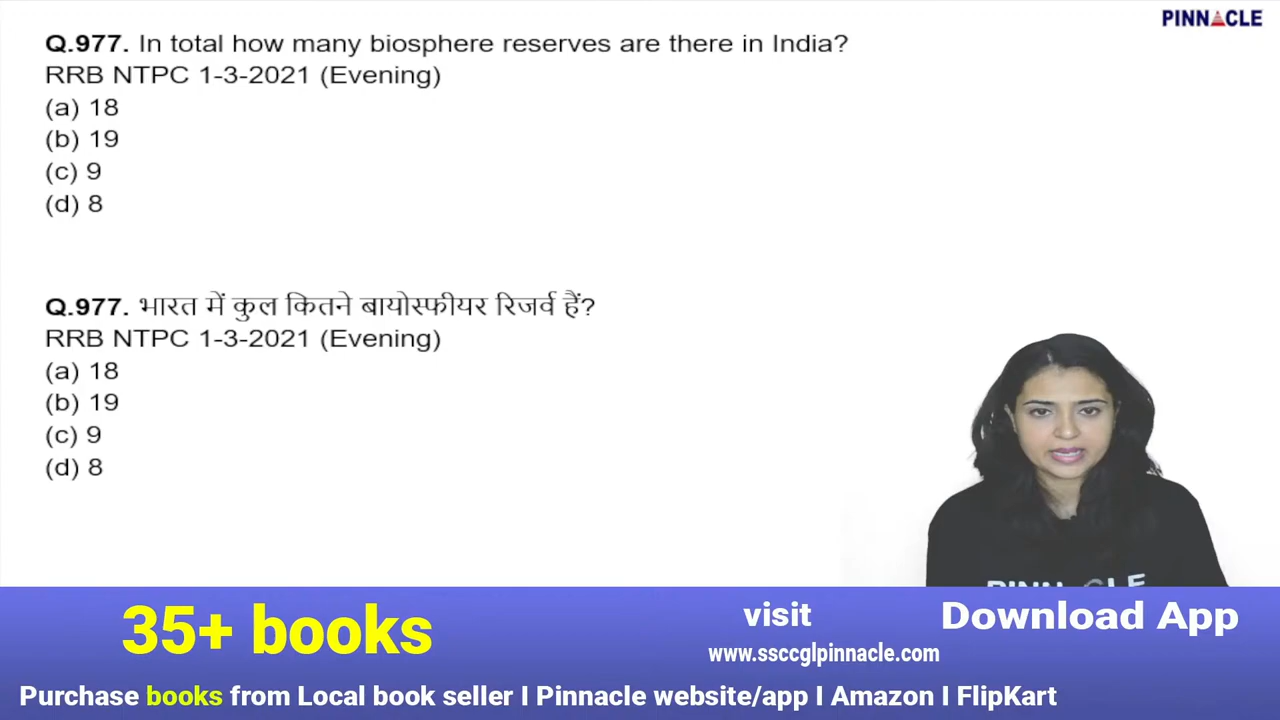 PINNACLE
Q.977. In total how many biosphere reserves are there in India?
RRB NTPC 1-3-2021 (Evening)
(a) 18
(b) 19
(c) 9
(d) 8
Q.977. भारत में कुल कितने बायोस्फीयर रिजर्व हैं?
RRB NTPC 1-3-2021 (Evening)
(a) 18
(b) 19
(c) 9
(d) 8
PINNACLE
35+ books
visit
www.ssccglpinnacle.com
Download App
Purchase books from Local book seller I Pinnacle website/app I Amazon I FlipKart